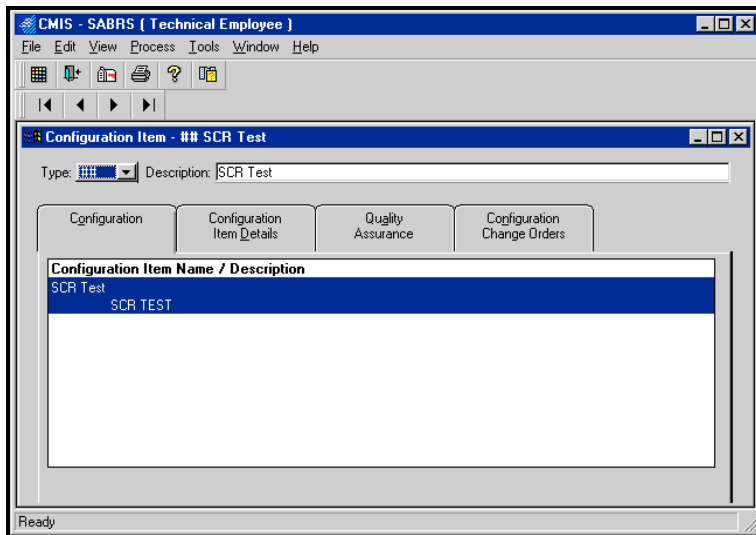 CMIS - SABRS ( Technical Employee )
File Edit View Process Tools Window Help
Configuration Item - ## SCR Test
Type: ## Description: SCR Test
Configuration
Configuration
Item Details
Quality
Assurance
Configuration
Change Orders
Configuration Item Name / Description
SCR Test
SCR TEST
Ready